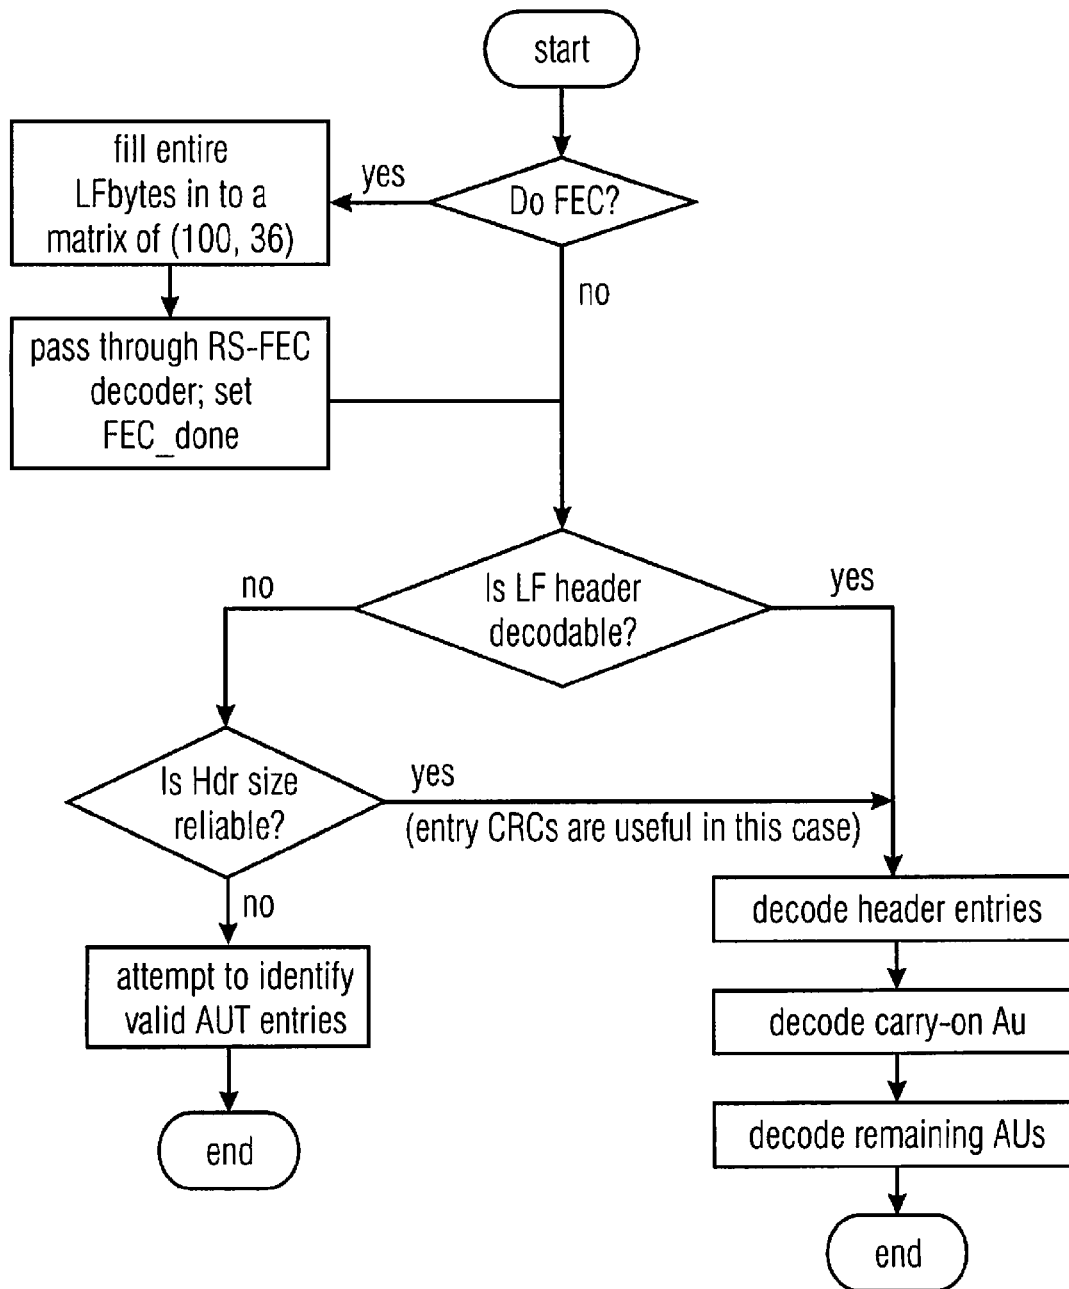 start
fill entire
LFbytes in to a
matrix of (100, 36)
yes
Do FEC?
no
pass through RS-FEC
decoder; set
FEC_done
no
Is LF header
decodable?
yes
Is Hdr size
reliable?
yes
(entry CRCs are useful in this case)
no
decode header entries
attempt to identify
valid AUT entries
decode carry-on Au
decode remaining AUs
end
end